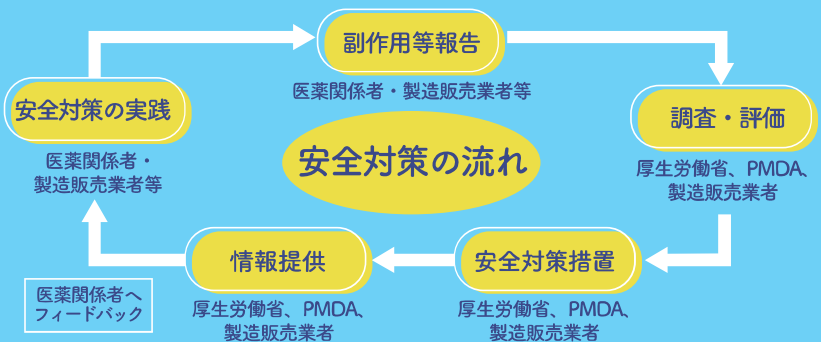 副作用等報告
医薬関係者・製造販売業者等
調査・評価
厚生労働省、PMDA、
製造販売業者
安全対策措置
厚生労働省、PMDA、
製造販売業者
情報提供
厚生労働省、PMDA、
製造販売業者
医薬関係者へ
フィードバック
安全対策の実践
医薬関係者・
製造販売業者等
安全対策の流れ